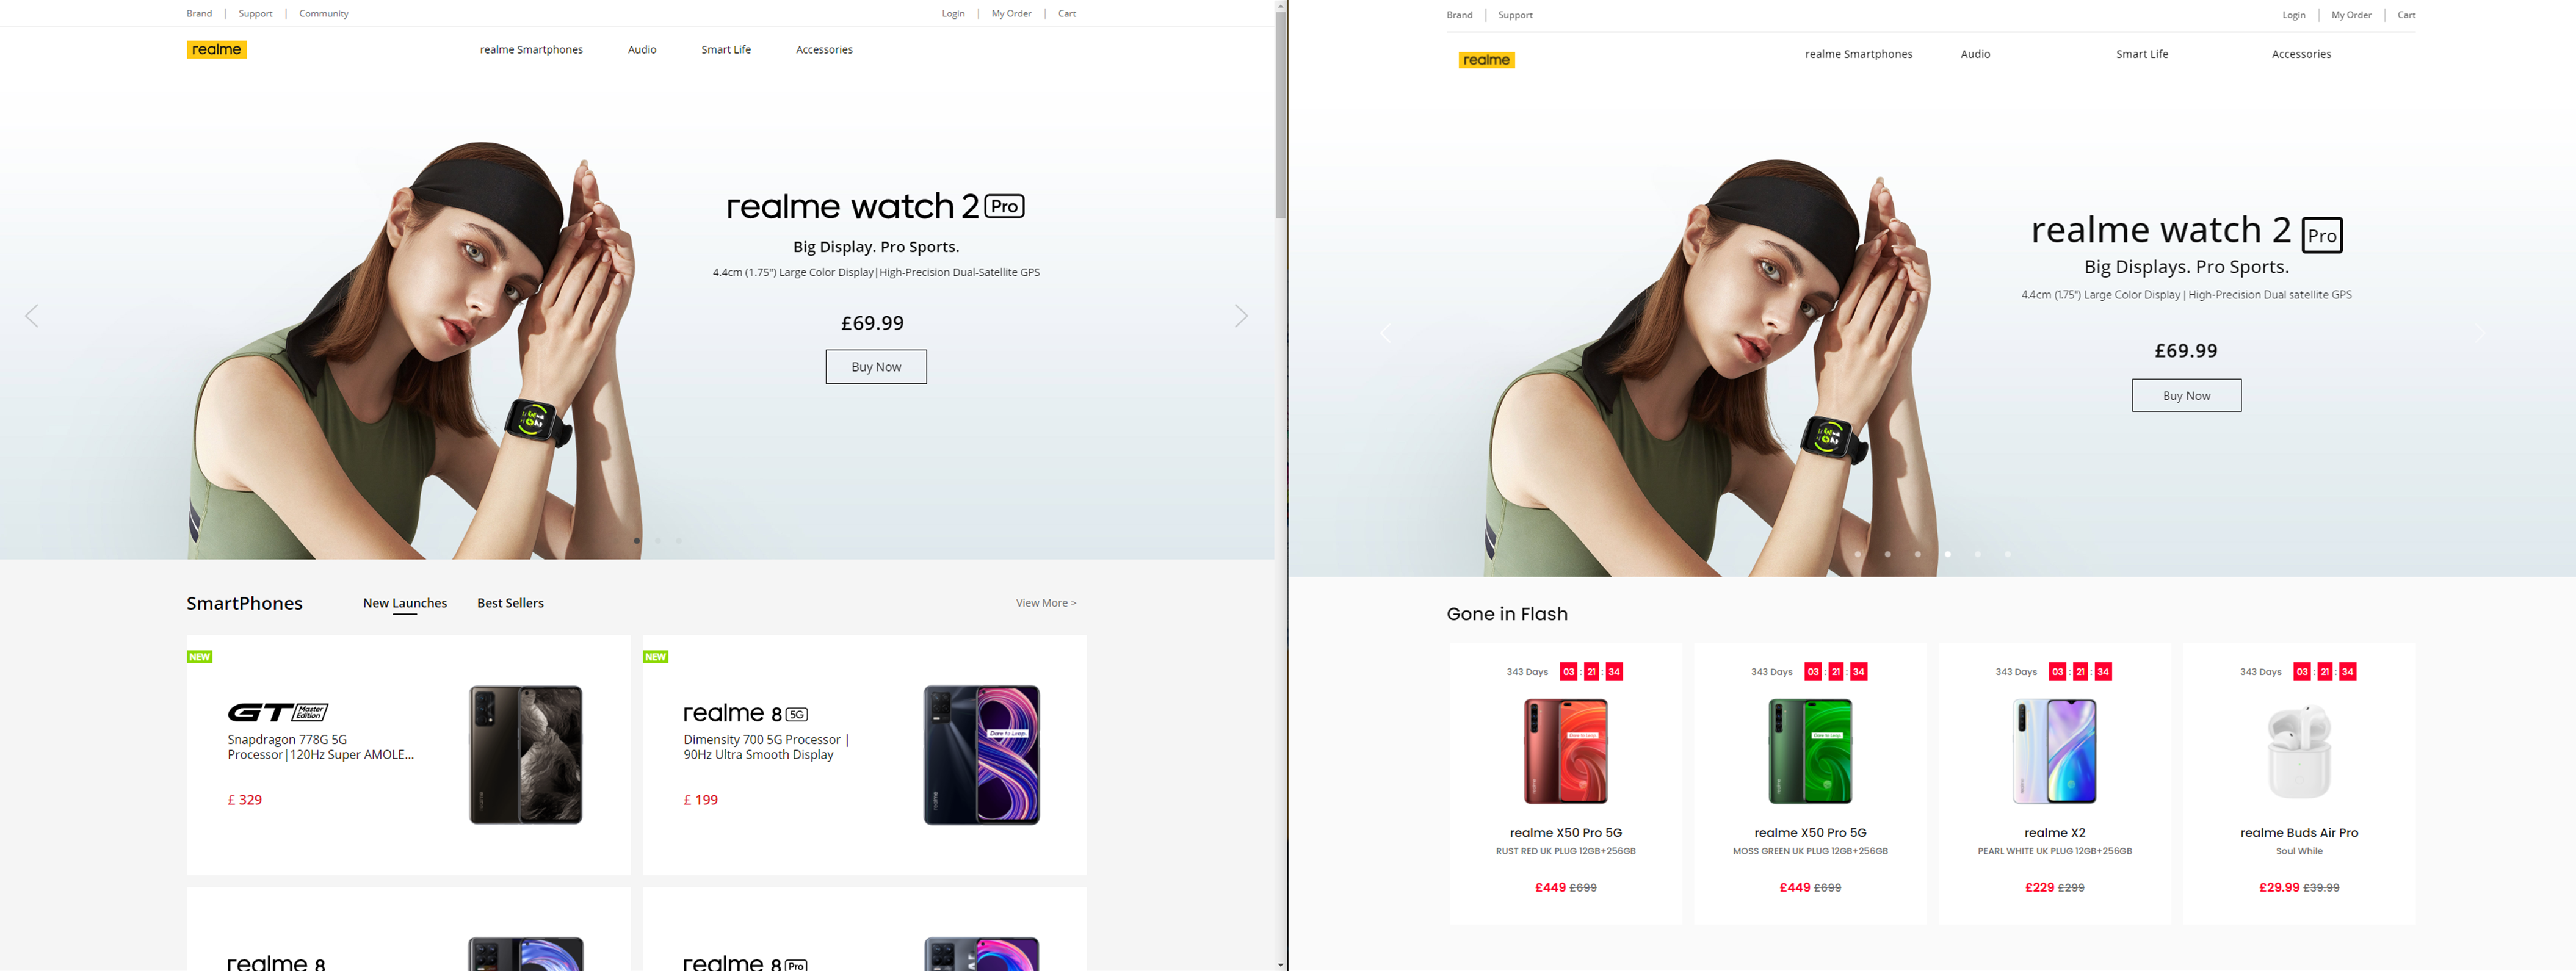 Brand | Support | Community
Login | My Order | Cart
realme
realme Smartphones Audio Smart Life Accessories
realme watch 2 Pro
Big Display. Pro Sports.
4.4cm (1.75") Large Color Display|High-Precision Dual-Satellite GPS
£69.99
Buy Now
SmartPhones
New Launches Best Sellers
View More >
NEW
GT Master Edition
Snapdragon 778G 5G
Processor|120Hz Super AMOLE...
£ 329
NEW
realme 8 5G
Dimensity 700 5G Processor |
90Hz Ultra Smooth Display
£ 199
Dare to Leap.
realme 8
realme 8 Pro
Brand | Support
Login | My Order | Cart
realme
realme Smartphones Audio Smart Life Accessories
realme watch 2 Pro
Big Displays. Pro Sports.
4.4cm (1.75") Large Color Display | High-Precision Dual satellite GPS
£69.99
Buy Now
Gone in Flash
343 Days 03 : 21 : 34
Dare to Leap.
realme X50 Pro 5G
RUST RED UK PLUG 12GB+256GB
£449 £699
343 Days 03 : 21 : 34
Dare to Leap.
realme X50 Pro 5G
MOSS GREEN UK PLUG 12GB+256GB
£449 £699
343 Days 03 : 21 : 34
realme X2
PEARL WHITE UK PLUG 12GB+256GB
£229 £299
343 Days 03 : 21 : 34
realme Buds Air Pro
Soul While
£29.99 £39.99